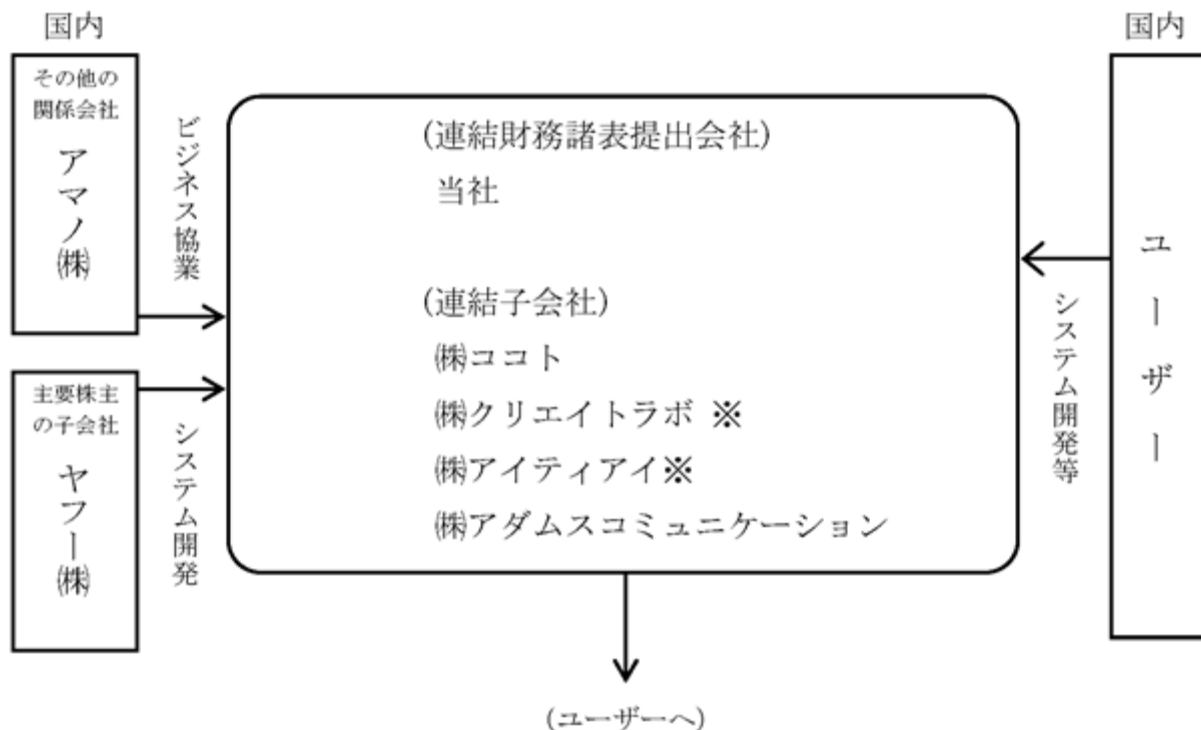 国内
その他の
関係会社
アマノ㈱
ビジネス協業
主要株主
の子会社
ヤフー㈱
システム開発
(連結財務諸表提出会社)
当社
(連結子会社)
㈱ココト
㈱クリエイトラボ ※
㈱アイティアイ※
㈱アダムスコミュニケーション
(ユーザーへ)
国内
ユーザー
システム開発等